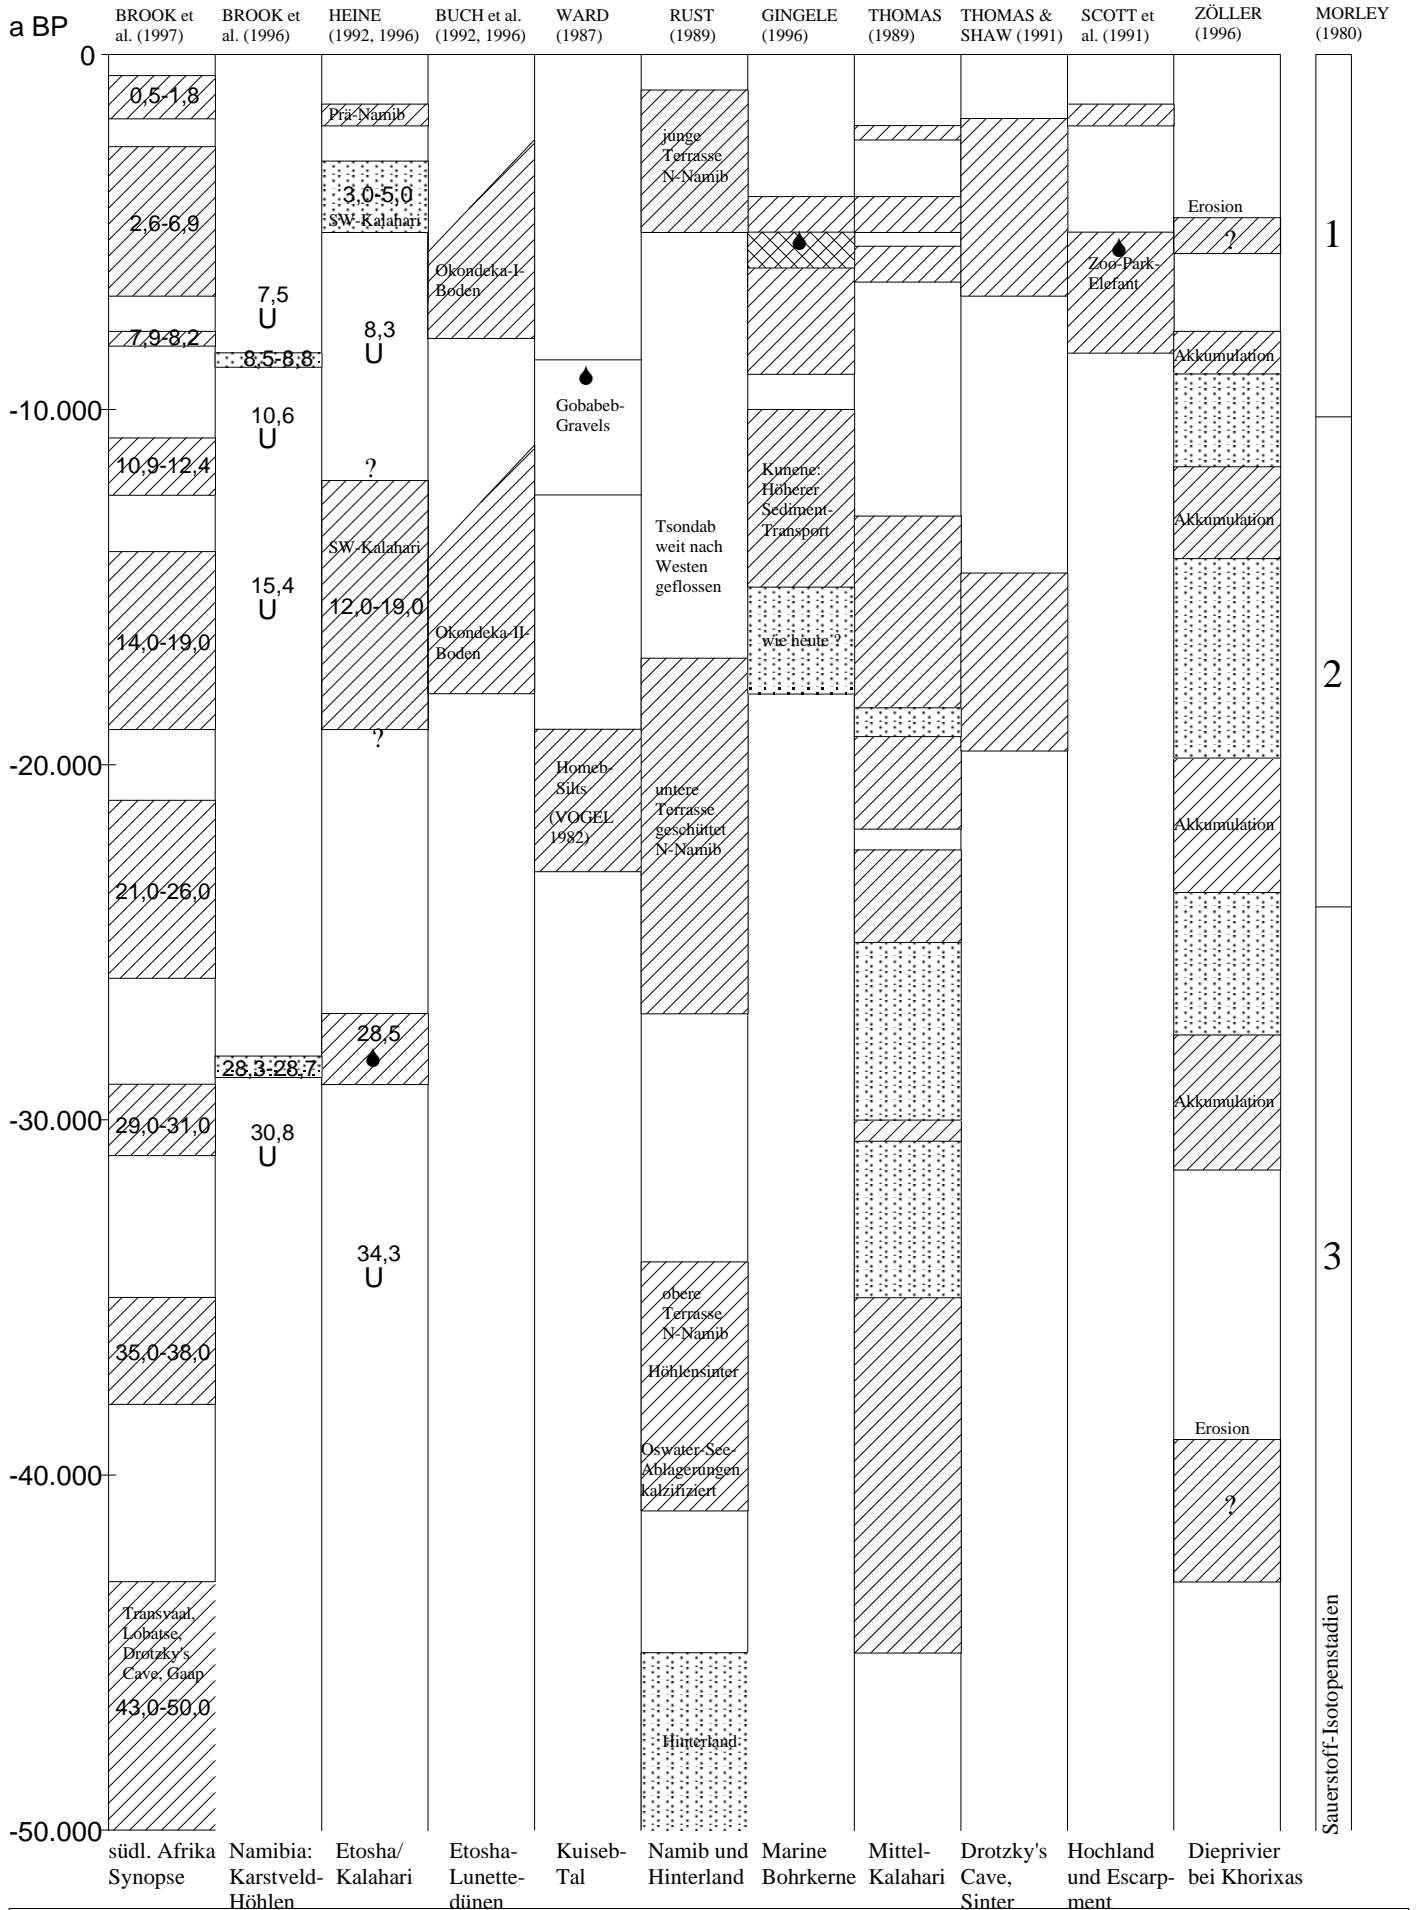 a BP
BROOK et
al. (1997)
BROOK et
al. (1996)
HEINE
(1992, 1996)
BUCH et al.
(1992, 1996)
WARD
(1987)
RUST
(1989)
GINGELE
(1996)
THOMAS
(1989)
THOMAS &
SHAW (1991)
SCOTT et
al. (1991)
ZÖLLER
(1996)
MORLEY
(1980)
0
-10.000
-20.000
-30.000
-40.000
-50.000
0,5-1,8
2,6-6,9
7,9-8,2
10,9-12,4
14,0-19,0
21,0-26,0
29,0-31,0
35,0-38,0
Transvaal,
Lobatse,
Drotzky's
Cave, Gaap
43,0-50,0
7,5
U
8,5-8,8
10,6
U
15,4
U
28,3-28,7
30,8
U
Prä-Namib
3,0-5,0
SW-Kalahari
8,3
U
?
SW-Kalahari
12,0-19,0
?
28,5
34,3
U
Okondeka-I-
Boden
Okondeka-II-
Boden
Gobabeb-
Gravels
Homeb-
Silts
(VOGEL
1982)
junge
Terrasse
N-Namib
Tsondab
weit nach
Westen
geflossen
untere
Terrasse
geschüttet
N-Namib
obere
Terrasse
N-Namib
Höhlensinter
Oswater-See-
Ablagerungen
kalzifiziert
Hinterland
Kunene:
Höherer
Sediment-
Transport
wie heute ?
Zoo-Park-
Elefant
Erosion
?
Akkumulation
Akkumulation
Akkumulation
Akkumulation
Erosion
?
1
2
3
Sauerstoff-Isotopenstadien
südl. Afrika
Synopse
Namibia:
Karstveld-
Höhlen
Etosha/
Kalahari
Etosha-
Lunette-
dünen
Kuiseb-
Tal
Namib und
Hinterland
Marine
Bohrkerne
Mittel-
Kalahari
Drotzky's
Cave,
Sinter
Hochland
und Escarp-
ment
Dieprivier
bei Khorixas